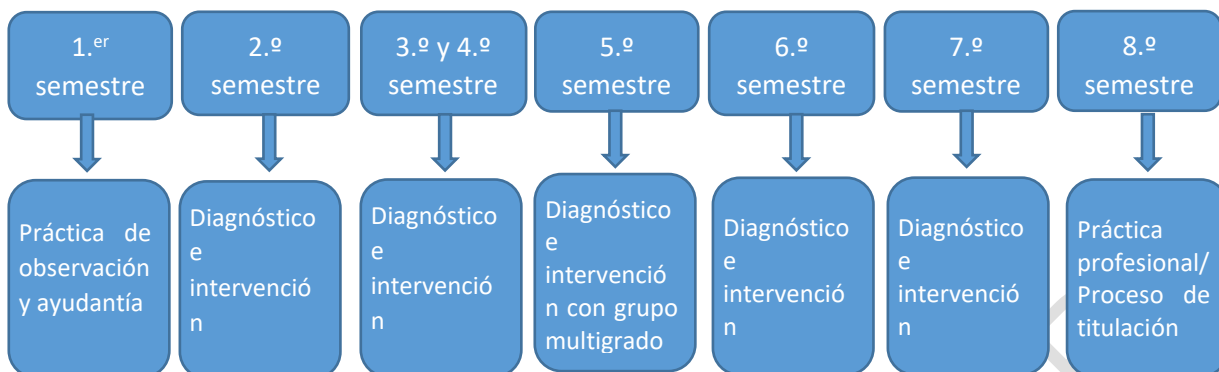 1.er
semestre
2.º
semestre
3.º y 4.º
semestre
5.º
semestre
6.º
semestre
7.º
semestre
8.º
semestre
Práctica de
observación
y ayudantía
Diagnóstico
e
intervenció
n
Diagnóstico
e
intervenció
n
Diagnóstico
e
intervenció
n con grupo
multigrado
Diagnóstico
e
intervenció
n
Diagnóstico
e
intervenció
n
Práctica
profesional/
Proceso de
titulación